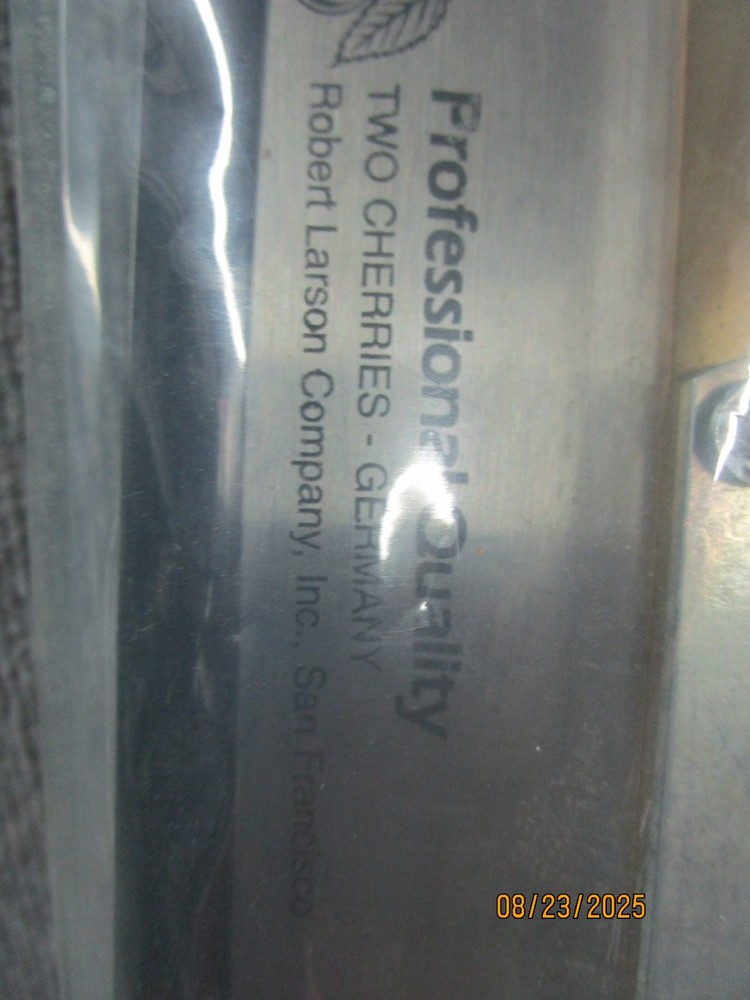 Professional Quality
TWO CHERRIES - GERMANY
Robert Larson Company, Inc., San Francisco
08/23/2025